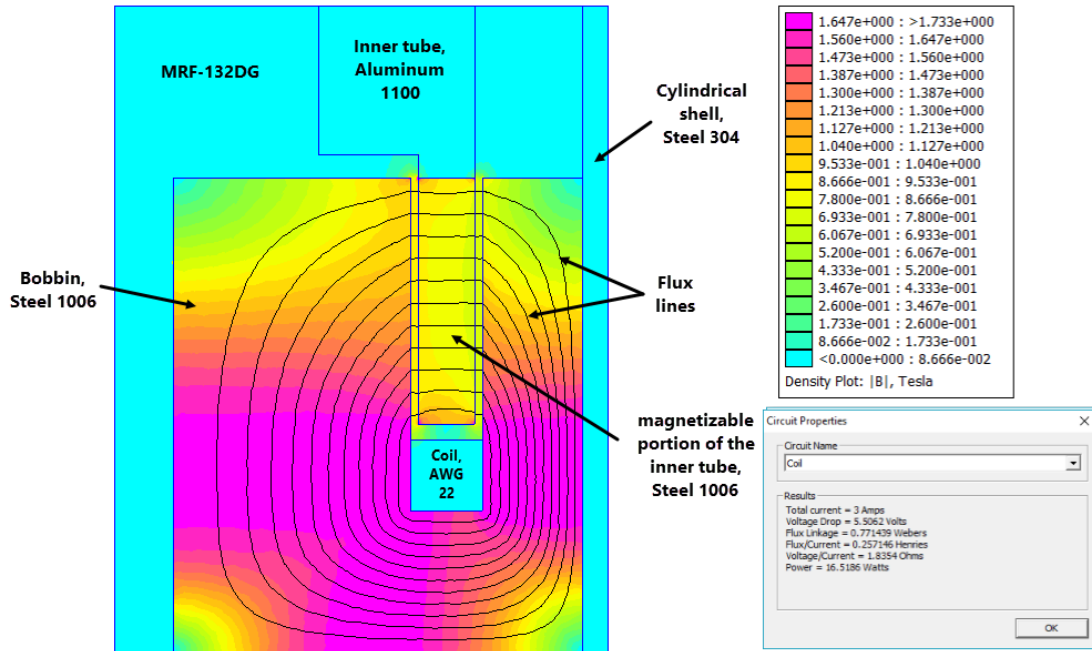 MRF-132DG
Inner tube,
Aluminum
1100
Cylindrical
shell,
Steel 304
Bobbin,
Steel 1006
Flux
lines
magnetizable
portion of the
inner tube,
Steel 1006
Coil,
AWG
22
1.647e+000 : >1.733e+000
1.560e+000 : 1.647e+000
1.473e+000 : 1.560e+000
1.387e+000 : 1.473e+000
1.300e+000 : 1.387e+000
1.213e+000 : 1.300e+000
1.127e+000 : 1.213e+000
1.040e+000 : 1.127e+000
9.533e-001 : 1.040e+000
8.666e-001 : 9.533e-001
7.800e-001 : 8.666e-001
6.933e-001 : 7.800e-001
6.067e-001 : 6.933e-001
5.200e-001 : 6.067e-001
4.333e-001 : 5.200e-001
3.467e-001 : 4.333e-001
2.600e-001 : 3.467e-001
1.733e-001 : 2.600e-001
8.666e-002 : 1.733e-001
<0.000e+000 : 8.666e-002
Density Plot: |B|, Tesla
Circuit Properties
Circuit Name
Coil
Results
Total current = 3 Amps
Voltage Drop = 5.5062 Volts
Flux Linkage = 0.771439 Webers
Flux/Current = 0.257146 Henries
Voltage/Current = 1.8354 Ohms
Power = 16.5186 Watts
OK